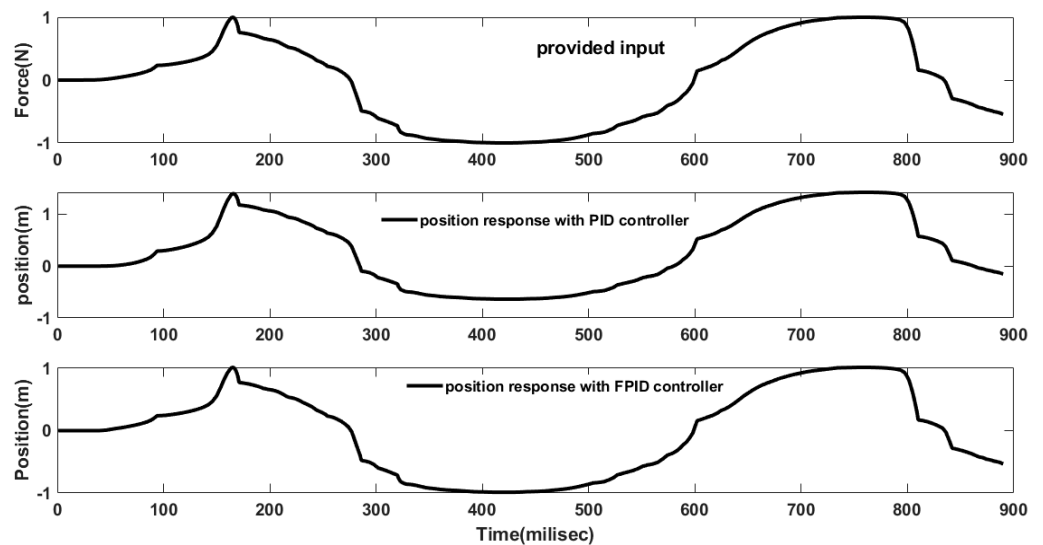 1
provided input
Force(N)
0
-1
0 100 200 300 400 500 600 700 800 900
1
position response with PID controller
position(m)
0
-1
0 100 200 300 400 500 600 700 800 900
1
position response with FPID controller
Position(m)
0
-1
0 100 200 300 400 500 600 700 800 900
Time(milisec)